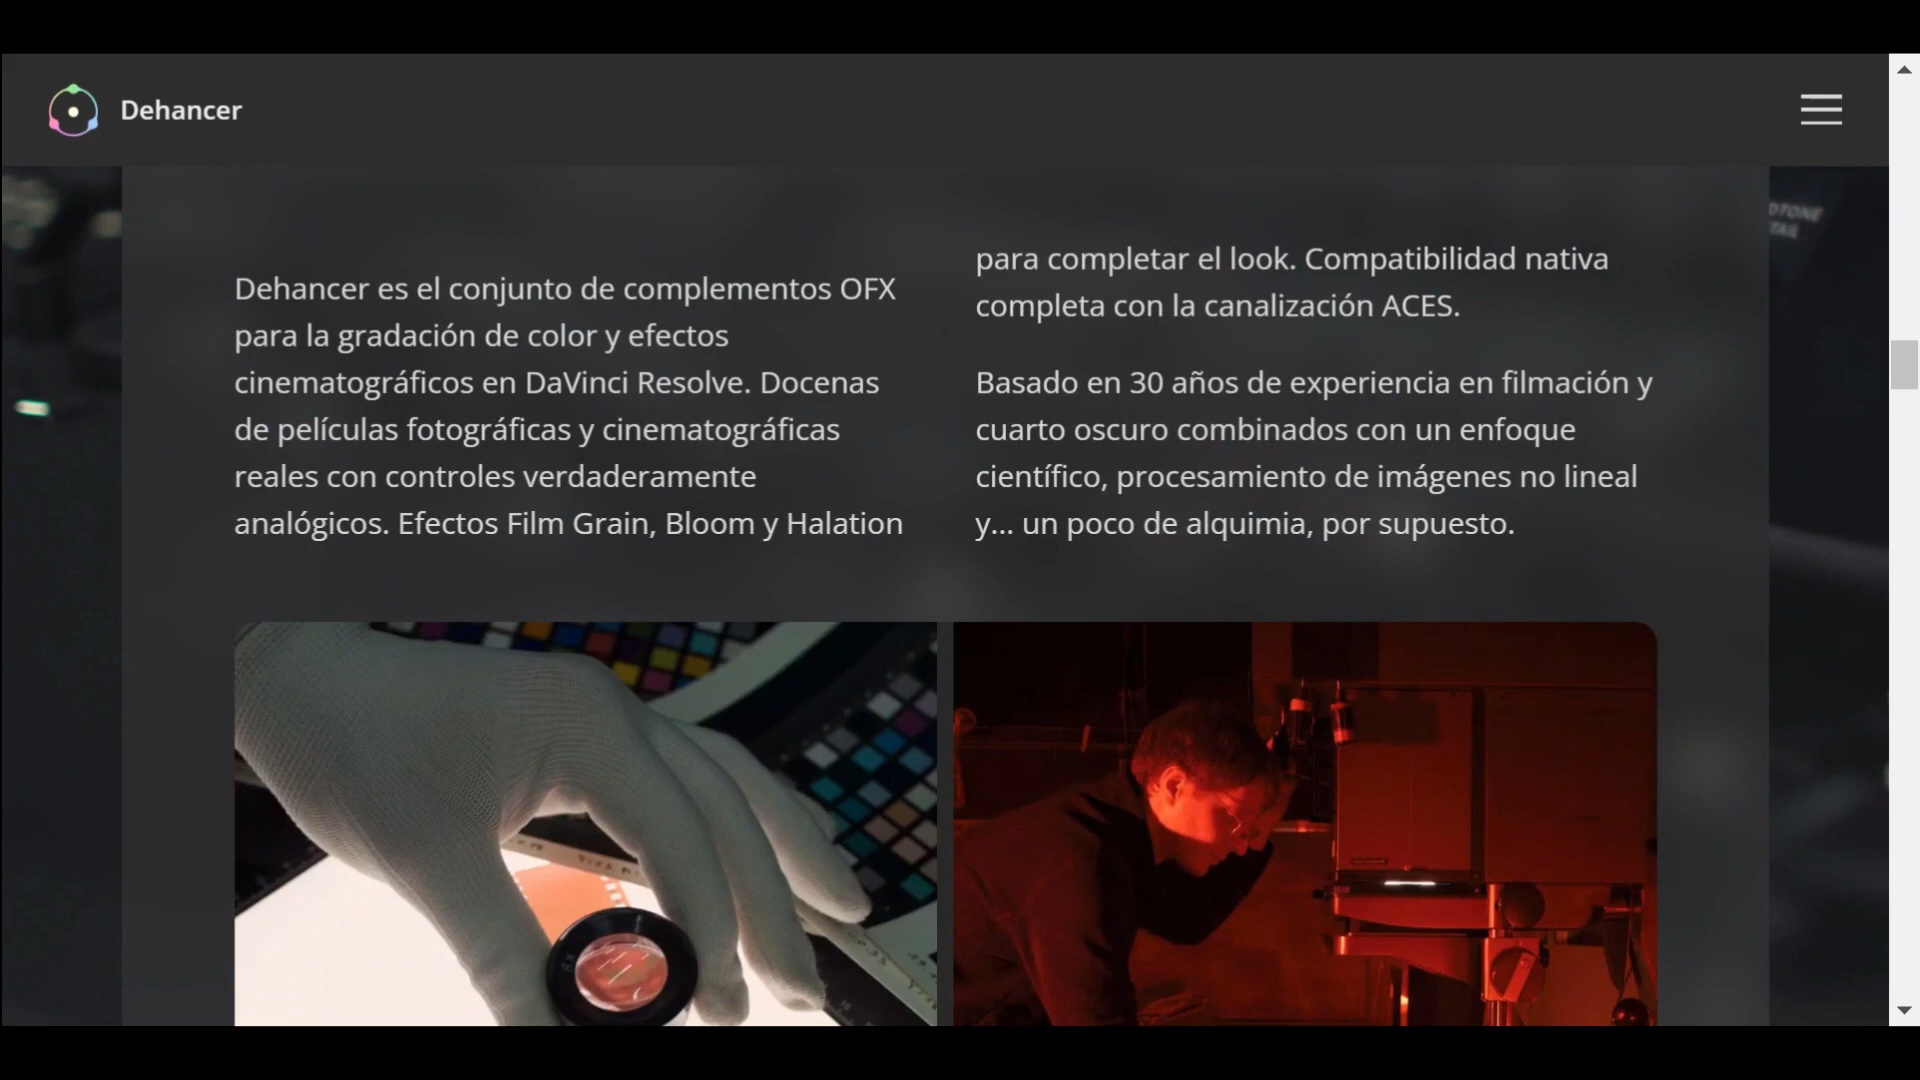 Dehancer
Dehancer es el conjunto de complementos OFX
para la gradación de color y efectos
cinematográficos en DaVinci Resolve. Docenas
de películas fotográficas y cinematográficas
reales con controles verdaderamente
analógicos. Efectos Film Grain, Bloom y Halation
para completar el look. Compatibilidad nativa
completa con la canalización ACES.
Basado en 30 años de experiencia en filmación y
cuarto oscuro combinados con un enfoque
científico, procesamiento de imágenes no lineal
y... un poco de alquimia, por supuesto.